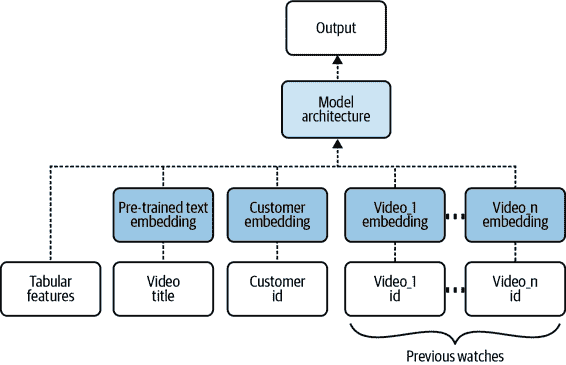 Output
Model
architecture
Pre-trained text
embedding
Customer
embedding
Video_1
embedding
Video_n
embedding
Tabular
features
Video
title
Customer
id
Video_1
id
Video_n
id
Previous watches